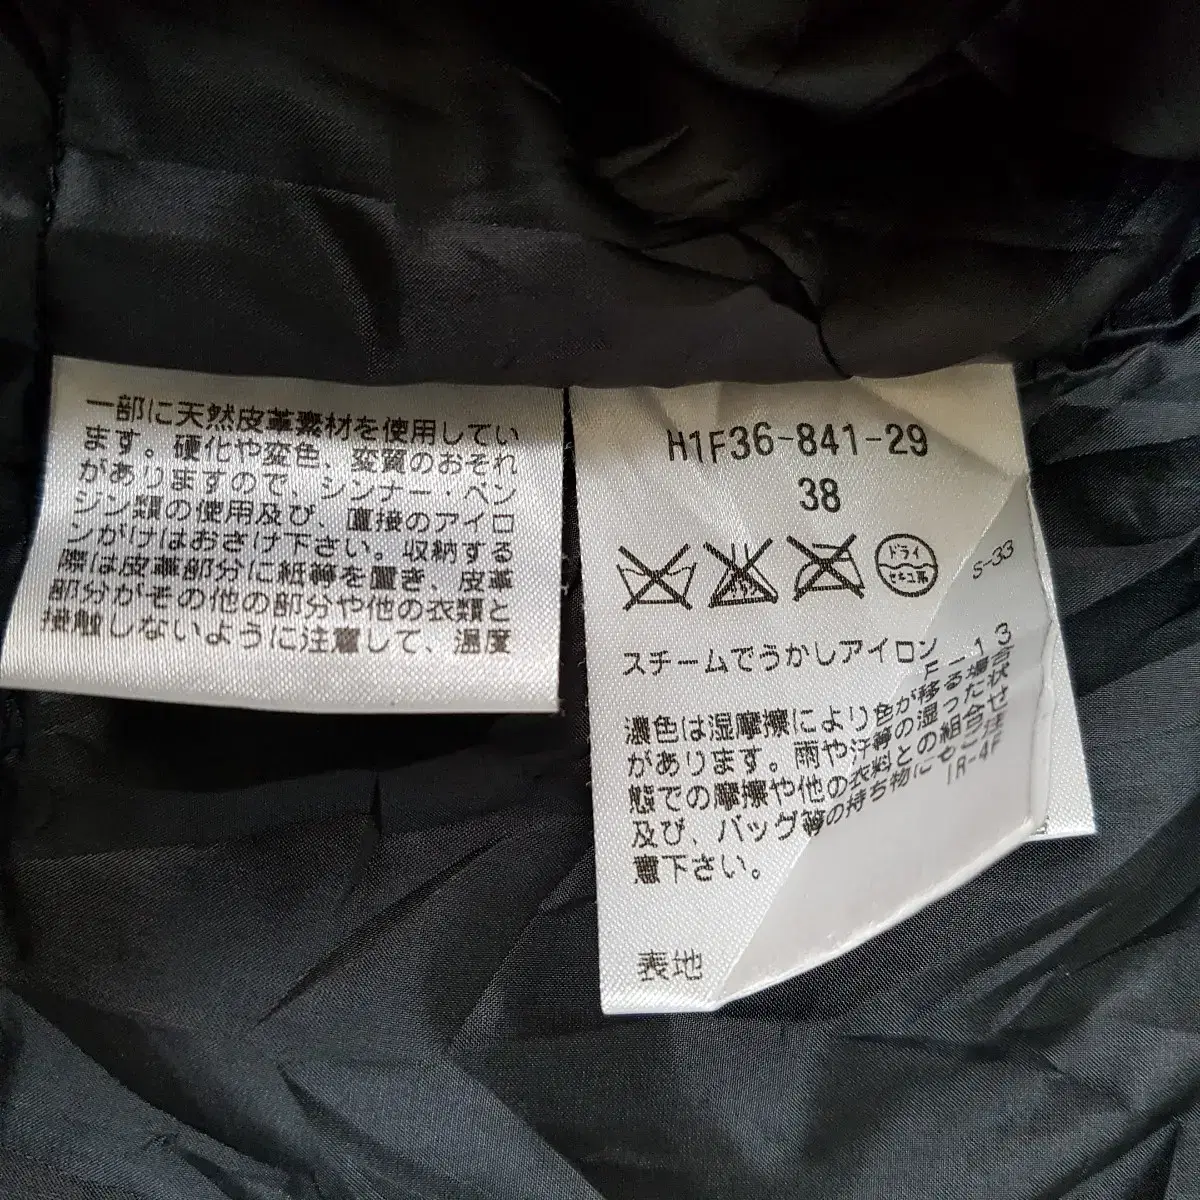 一部に天然皮革素材を使用してい
ます。硬化や変色、変質のおそれ
がありますので、シンナー・ベン
ジン類の使用及び、直接のアイロ
ンがけはおさけ下さい。収納する
際は皮革部分に紙等を置き、皮革
部分がその他の部分や他の衣類と
接触しないように注意して、温度
H1F36-841-29
38
ドライ
セキユ系
S-33
スチームでうかしアイロン
F-13
濃色は湿摩擦により色が移る場合
があります。雨や汗等の湿った状
態での摩擦や他の衣料との組合せ
及び、バッグ等の持ち物にもご注
意下さい。
IR-4F
表地